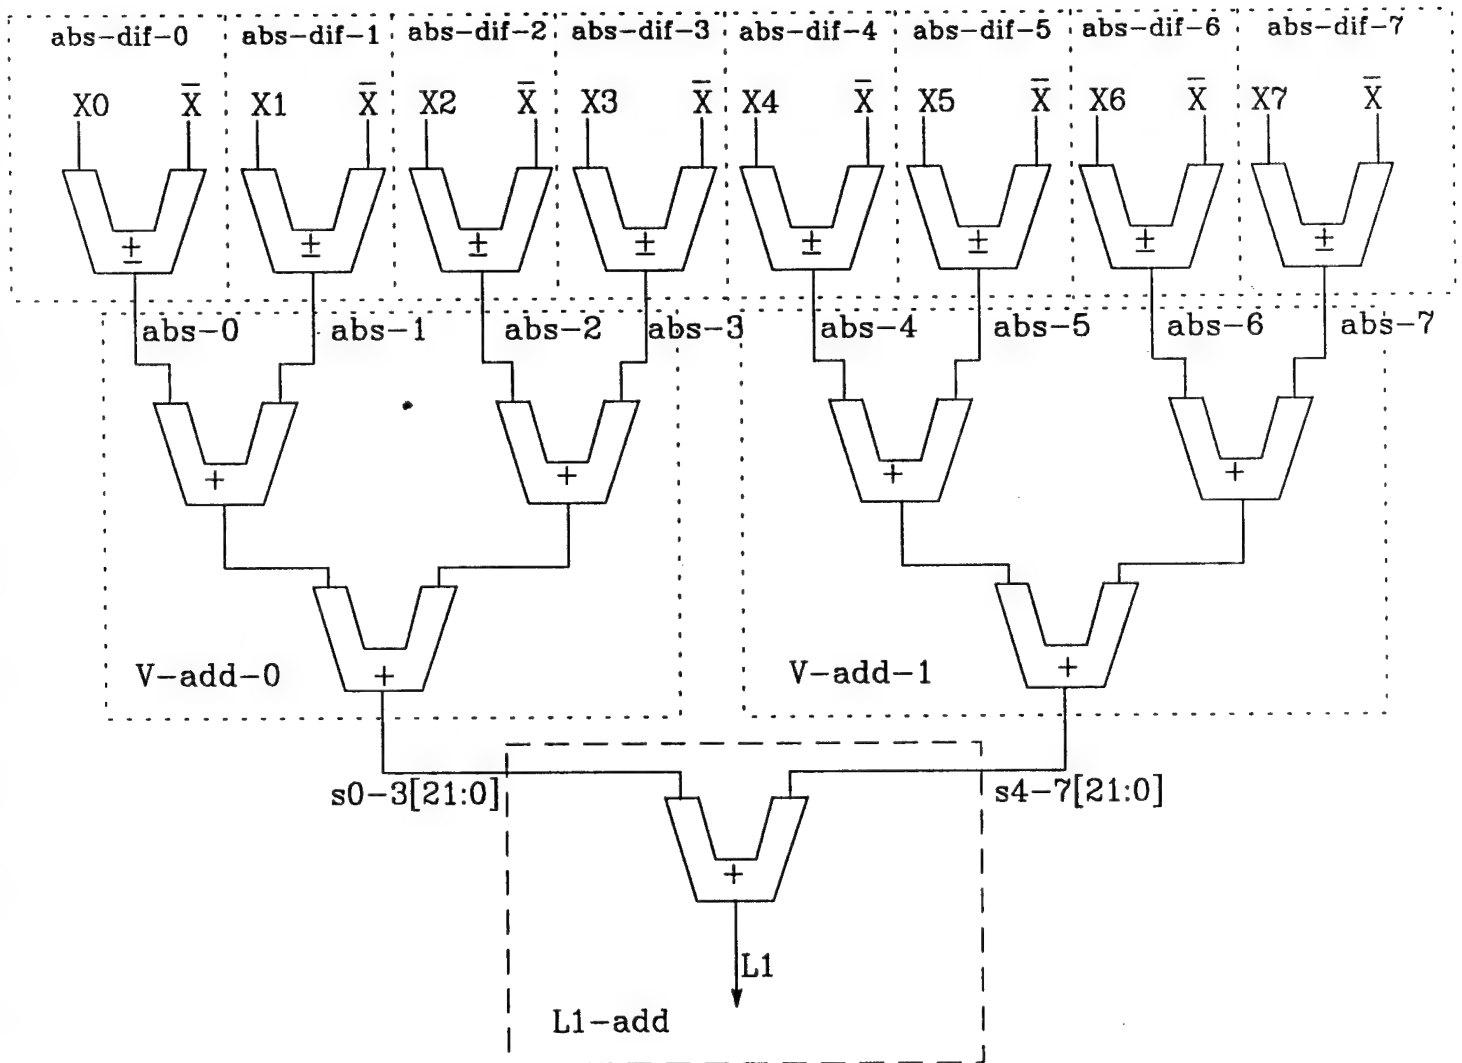 abs-dif-0 abs-dif-1 abs-dif-2 abs-dif-3 abs-dif-4 abs-dif-5 abs-dif-6 abs-dif-7
X0 X̅ X1 X̅ X2 X̅ X3 X̅ X4 X̅ X5 X̅ X6 X̅ X7 X̅
± ± ± ± ± ± ± ±
abs-0 abs-1 abs-2 abs-3 abs-4 abs-5 abs-6 abs-7
+ + + +
V-add-0 + V-add-1 +
s0-3[21:0] s4-7[21:0]
+
L1
L1-add